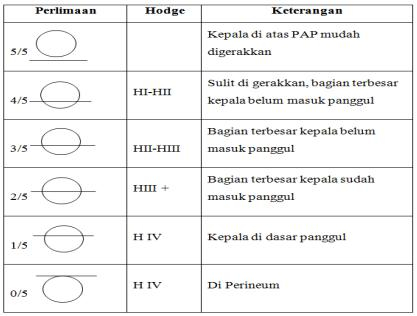 Perlimaan Hodge Keterangan
5/5 Kepala di atas PAP mudah
digerakkan
4/5 HI-HII Sulit di gerakkan, bagian terbesar
kepala belum masuk panggul
3/5 HII-HIII Bagian terbesar kepala belum
masuk panggul
2/5 HIII + Bagian terbesar kepala sudah
masuk panggul
1/5 H IV Kepala di dasar panggul
0/5 H IV Di Perineum